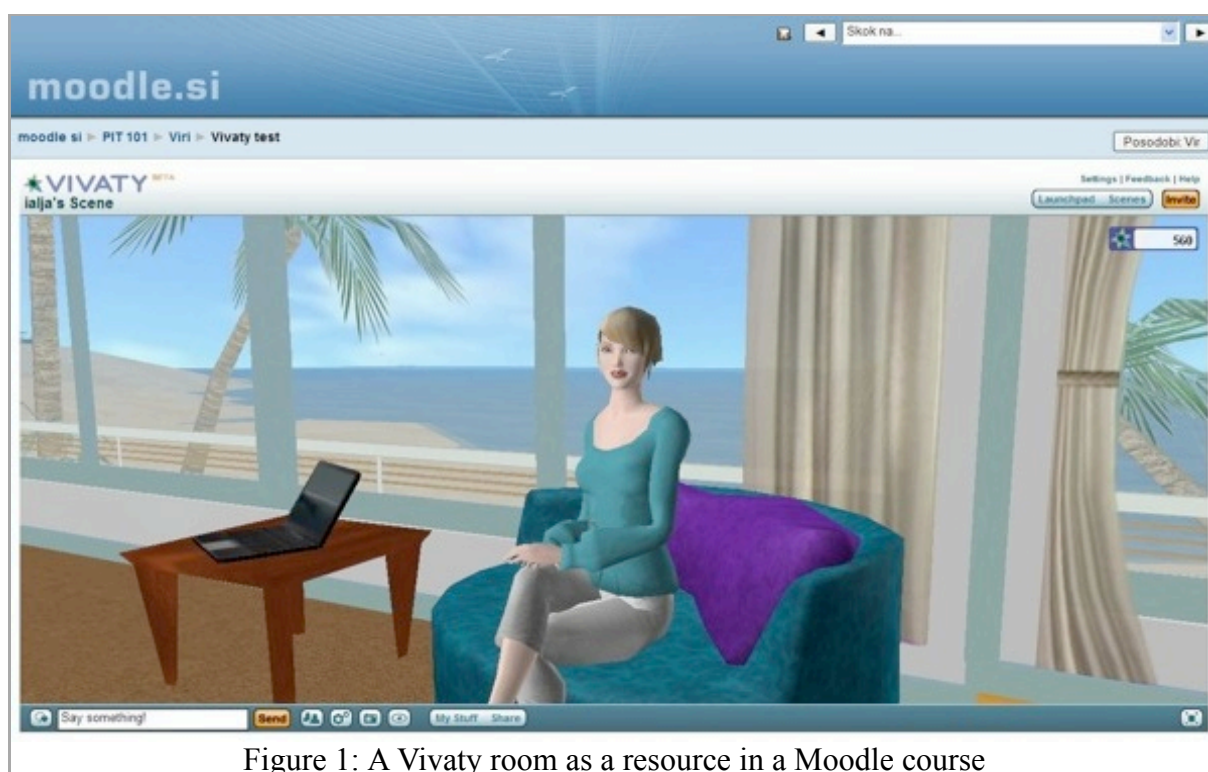 Skok na...
moodle.si
moodle si ► PIT 101 ► Viri ► Vivaty test
Posodobi: Vir
VIVATY BETA
Settings | Feedback | Help
ialja's Scene
Launchpad Scenes Invite
560
Say something! Send My Stuff Share
Figure 1: A Vivaty room as a resource in a Moodle course